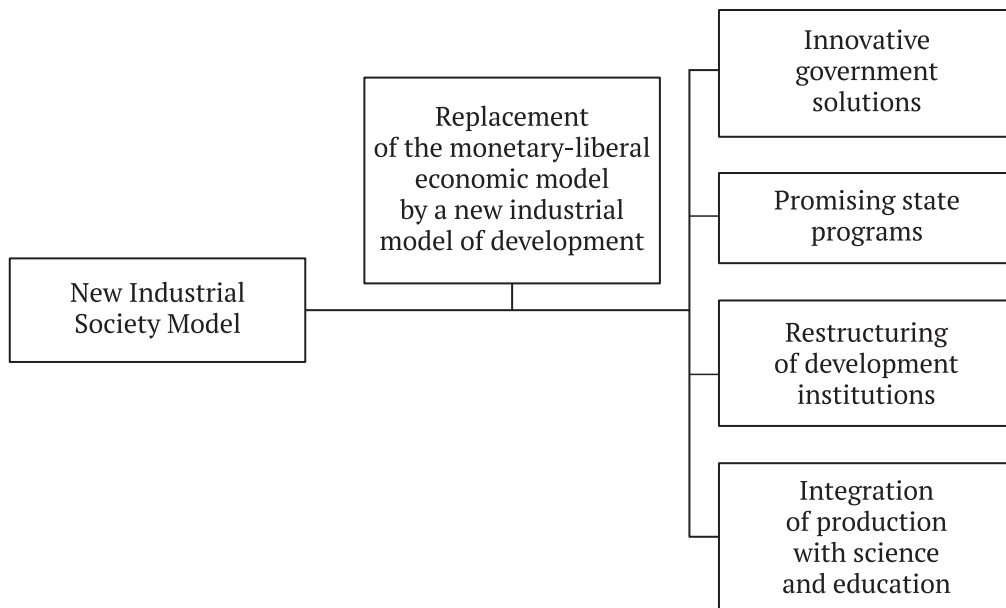 New Industrial
Society Model
Replacement
of the monetary-liberal
economic model
by a new industrial
model of development
Innovative
government
solutions
Promising state
programs
Restructuring
of development
institutions
Integration
of production
with science
and education